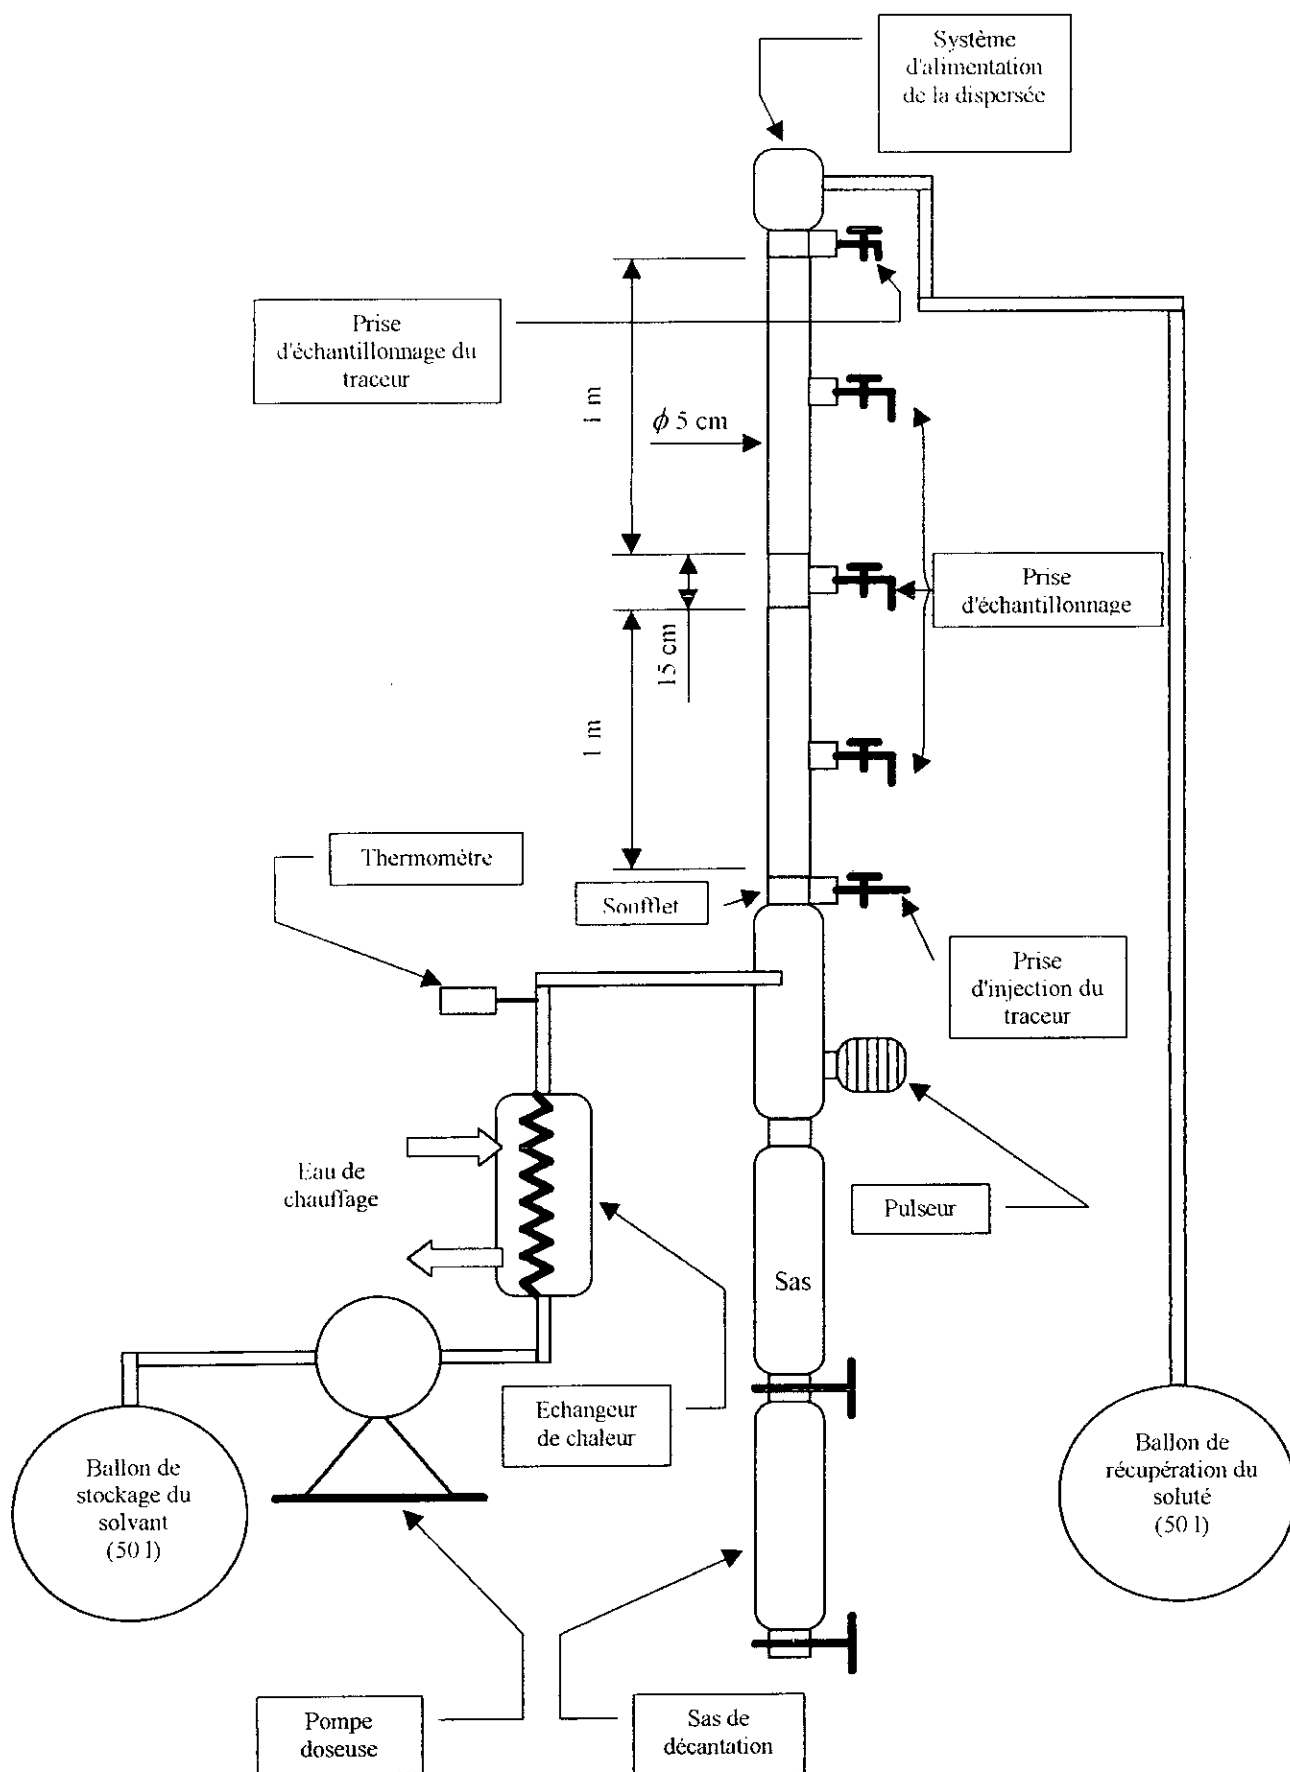 Système
d'alimentation
de la dispersée
Prise
d'échantillonnage du
traceur
1 m
ϕ 5 cm
Prise
d'échantillonnage
15 cm
1 m
Thermomètre
Soufflet
Prise
d'injection du
traceur
Eau de
chauffage
Pulseur
Sas
Echangeur
de chaleur
Ballon de
stockage du
solvant
(50 l)
Ballon de
récupération du
soluté
(50 l)
Pompe
doseuse
Sas de
décantation